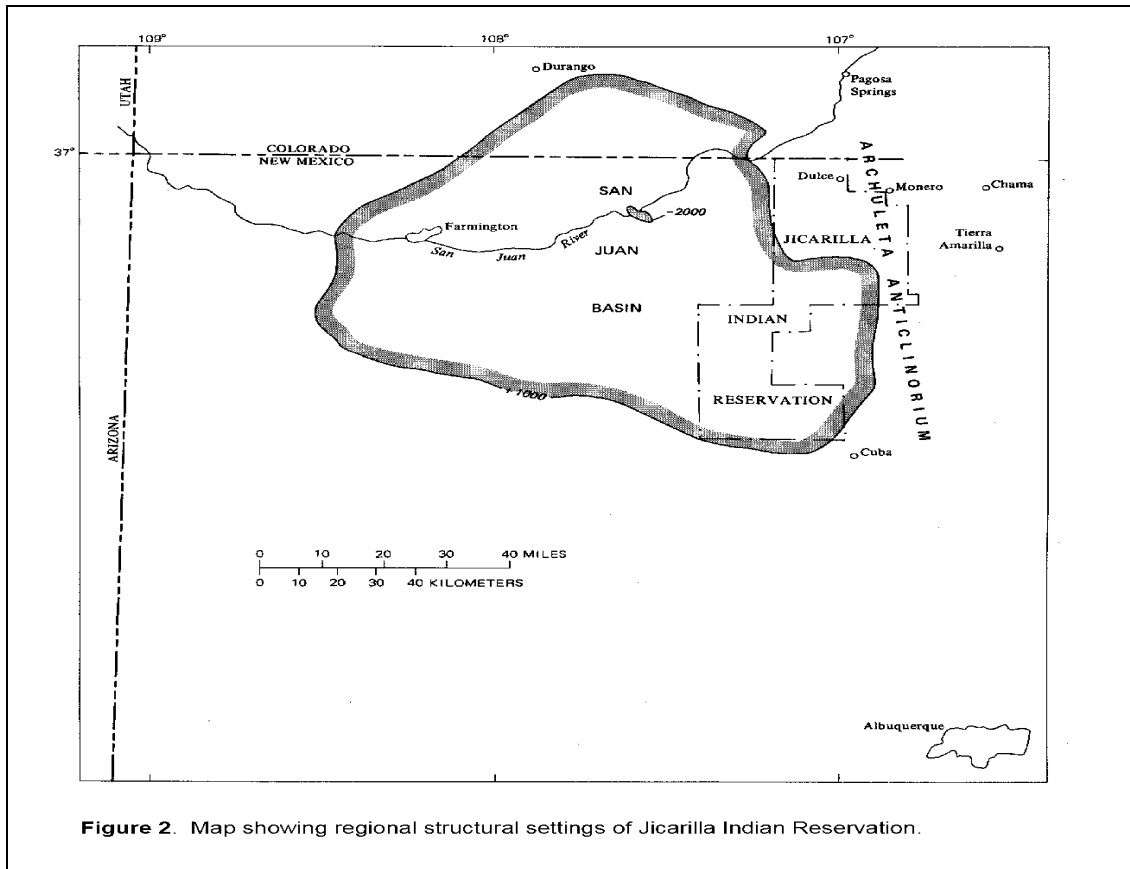 109°
108°
107°
Durango
Pagosa
Springs
UTAH
37°
COLORADO
NEW MEXICO
ARCHULETA ANTICLINORIUM
Dulce
Monero
Chama
SAN
-2000
Farmington
San Juan River
JUAN
JICARILLA
Tierra
Amarilla
BASIN
INDIAN
+1000
RESERVATION
ARIZONA
Cuba
0 10 20 30 40 MILES
0 10 20 30 40 KILOMETERS
Albuquerque
Figure 2. Map showing regional structural settings of Jicarilla Indian Reservation.